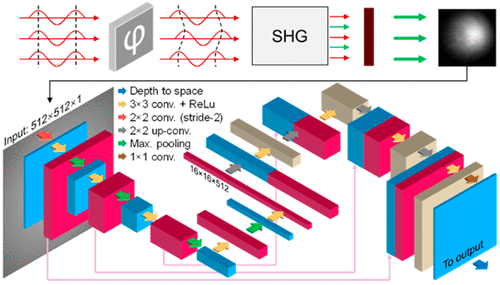 φ
SHG
Input: 512×512×1
Depth to space
3×3 conv. + ReLu
2×2 conv. (stride-2)
2×2 up-conv.
Max. pooling
1×1 conv.
16×16×512
To output